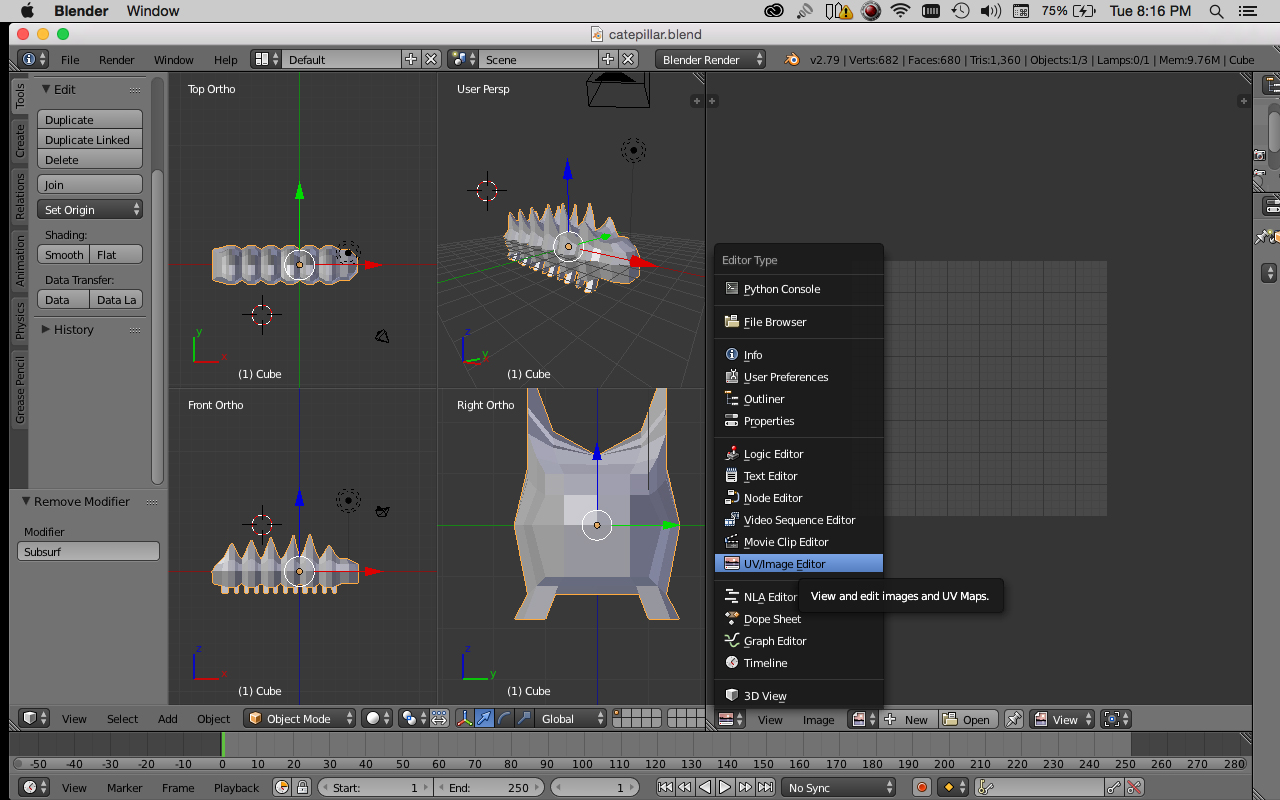 Blender Window 75% Tue 8:16 PM
catepillar.blend
File Render Window Help Default Scene Blender Render v2.79 | Verts:682 | Faces:680 | Tris:1,360 | Objects:1/3 | Lamps:0/1 | Mem:9.76M | Cube
Tools
Create
Relations
Animation
Physics
Grease Pencil
Edit
Duplicate
Duplicate Linked
Delete
Join
Set Origin
Shading:
Smooth Flat
Data Transfer:
Data Data La
History
Remove Modifier
Modifier
Subsurf
Top Ortho
y
x
(1) Cube
User Persp
z
y
(1) Cube
Front Ortho
z
x
(1) Cube
Right Ortho
z
y
(1) Cube
Editor Type
Python Console
File Browser
Info
User Preferences
Outliner
Properties
Logic Editor
Text Editor
Node Editor
Video Sequence Editor
Movie Clip Editor
UV/Image Editor
NLA Editor
View and edit images and UV Maps.
Dope Sheet
Graph Editor
Timeline
3D View
View Select Add Object Object Mode Global View Image New Open View
-50 -40 -30 -20 -10 0 10 20 30 40 50 60 70 80 90 100 110 120 130 140 150 160 170 180 190 200 210 220 230 240 250 260 270 280
View Marker Frame Playback Start: 1 End: 250 1 No Sync